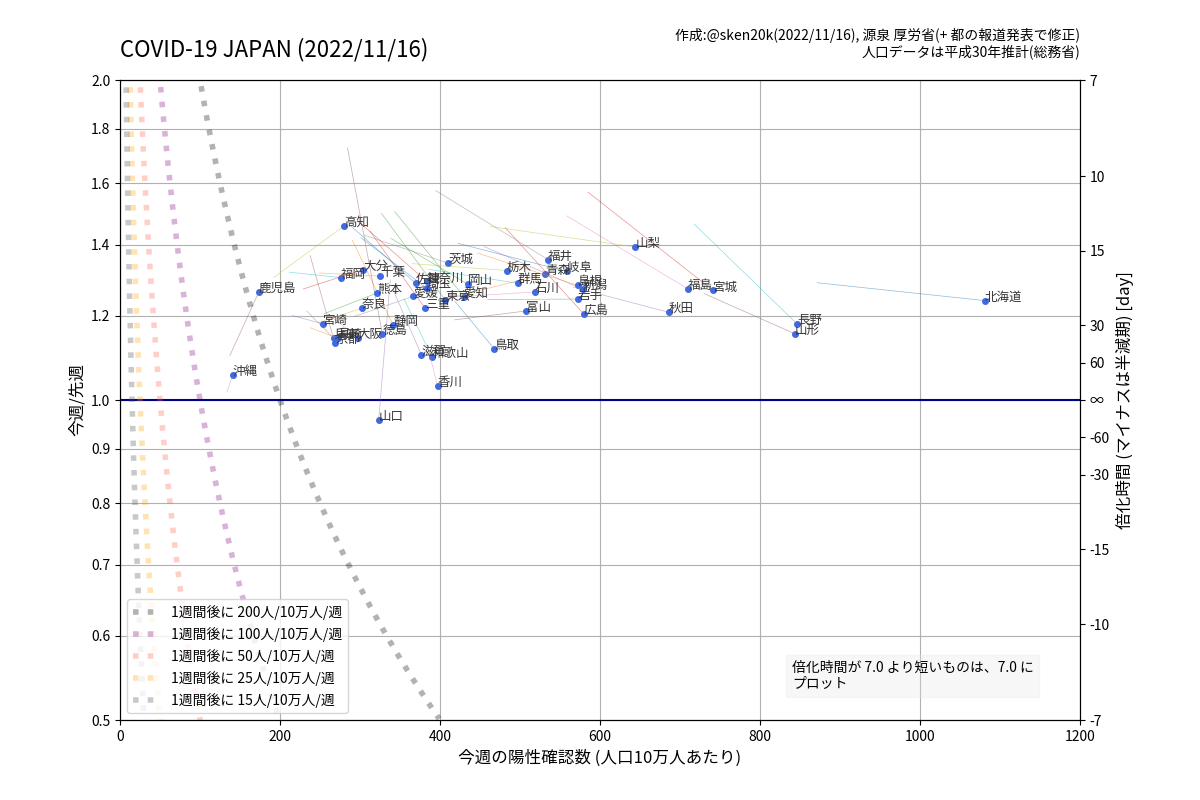 COVID-19 JAPAN (2022/11/16)
作成:@sken20k(2022/11/16), 源泉 厚労省(+ 都の報道発表で修正)
人口データは平成30年推計(総務省)
2.0
1.8
1.6
1.4
1.2
1.0
0.9
0.8
0.7
0.6
0.5
今週/先週
7
10
15
30
60
∞
-60
-30
-15
-10
-7
倍化時間 (マイナスは半減期) [day]
高知
山梨
茨城
福井
大分
千葉
福岡
栃木
青森
岐阜
群馬
岡山
島根
鹿児島
熊本
愛媛
東京
愛知
石川
岩手
福島
宮城
北海道
奈良
三重
富山
広島
秋田
宮崎
静岡
長野
大阪
徳島
山形
京都
鳥取
滋賀
和歌山
沖縄
香川
山口
1週間後に 200人/10万人/週
1週間後に 100人/10万人/週
1週間後に 50人/10万人/週
1週間後に 25人/10万人/週
1週間後に 15人/10万人/週
倍化時間が 7.0 より短いものは、7.0 に
プロット
0 200 400 600 800 1000 1200
今週の陽性確認数 (人口10万人あたり)